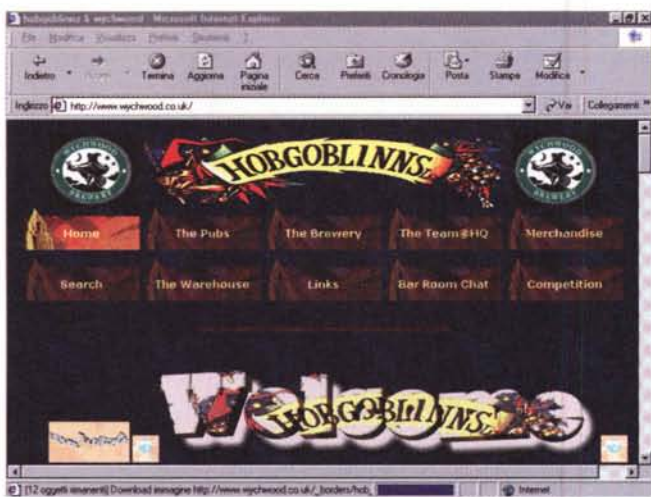 hobgoblinns & wychwood - Microsoft Internet Explorer
File Modifica Visualizza Preferiti Strumenti ?
Indietro
Termina
Aggiorna
Pagina iniziale
Cerca
Preferiti
Cronologia
Posta
Stampa
Modifica
Indirizzo http://www.wychwood.co.uk/
Vai
Collegamenti »
WYCHWOOD BREWERY
HOBGOBLINNS
WYCHWOOD BREWERY
Home
The Pubs
The Brewery
The Team@HQ
Merchandise
Search
The Warehouse
Links
Bar Room Chat
Competition
Welcome
HOBGOBLINNS
[12 oggetti rimanenti] Download immagine http://www.wychwood.co.uk/_borders/hob_
Internet